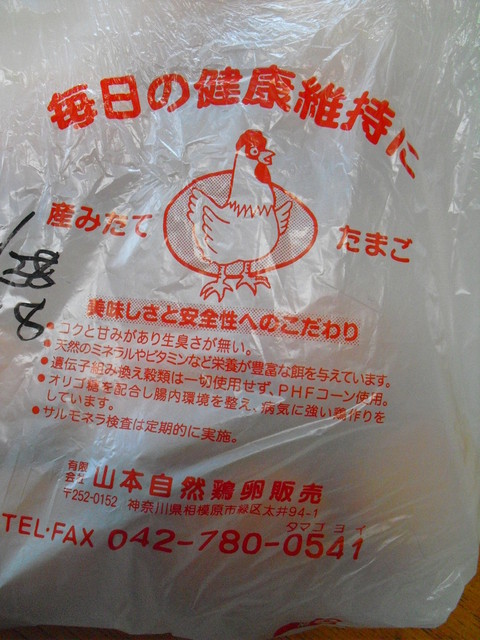 毎日の健康維持に
産みたて
たまご
美味しさと安全性へのこだわり
●コクと甘みがあり生臭さが無い。
●天然のミネラルやビタミンなど栄養が豊富な餌を与えています。
●遺伝子組み換え穀類は一切使用せず、PHFコーン使用。
●オリゴ糖を配合し腸内環境を整え、病気に強い鶏作りを
しています。
●サルモネラ検査は定期的に実施。
有限会社 山本自然鶏卵販売
〒252-0152 神奈川県相模原市緑区太井94-1
タマゴヨイ
TEL・FAX 042-780-0541